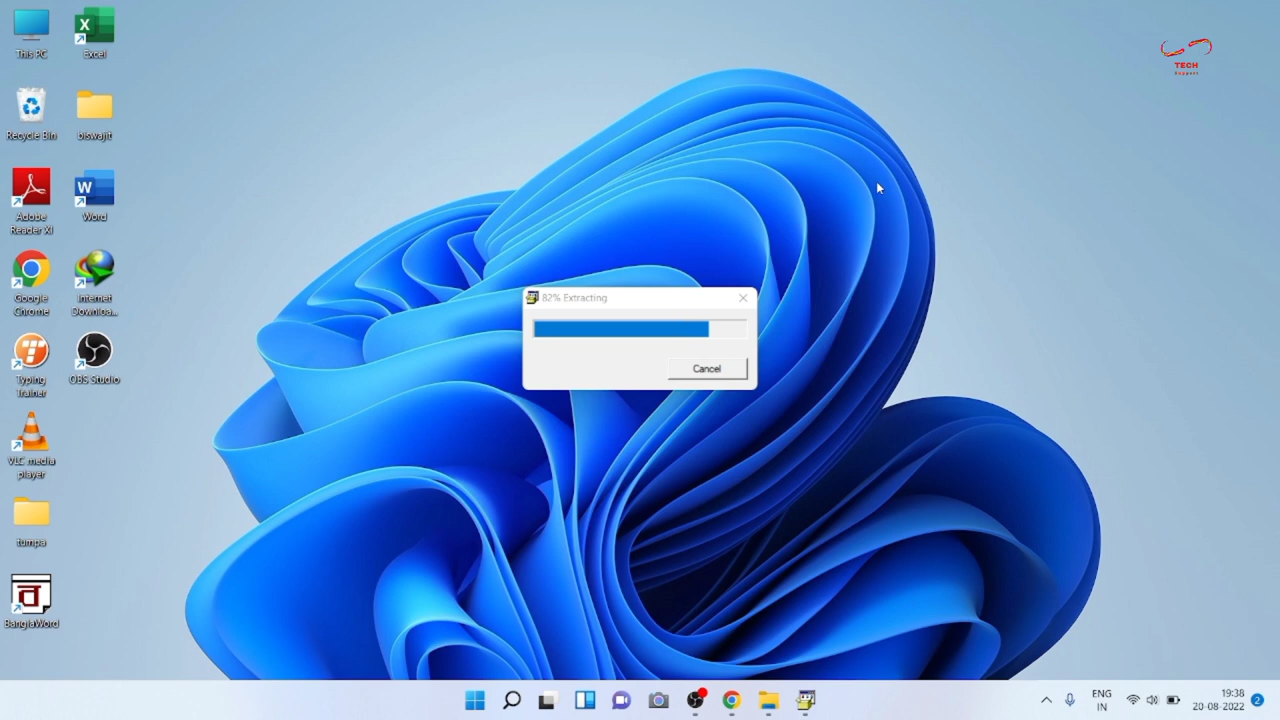 This PC
Excel
TECH
Support
Recycle Bin
biswajit
Adobe
Reader XI
Word
Google
Chrome
Internet
Downloa...
82% Extracting
Cancel
Typing
Trainer
OBS Studio
VLC media
player
tumpa
BanglaWord
ENG
IN
19:38
20-08-2022
2